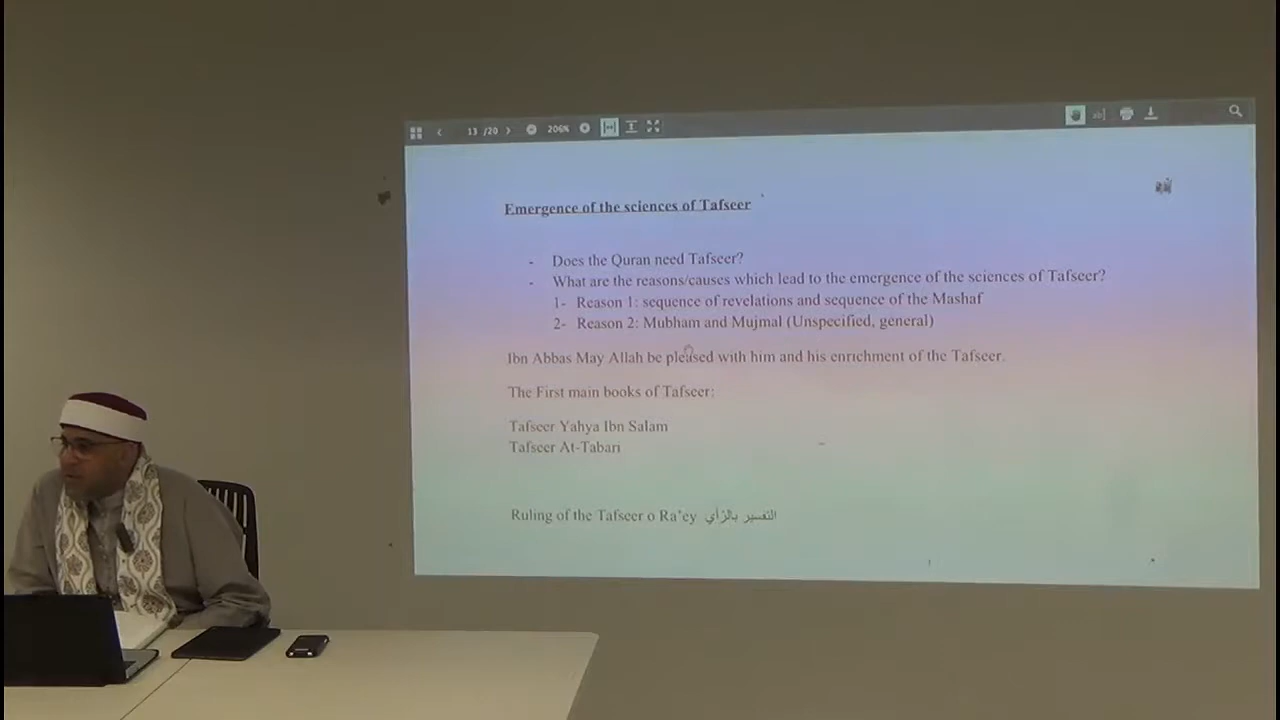 13 /20
206%
Emergence of the sciences of Tafseer
- Does the Quran need Tafseer?
- What are the reasons/causes which lead to the emergence of the sciences of Tafseer?
1- Reason 1: sequence of revelations and sequence of the Mashaf
2- Reason 2: Mubham and Mujmal (Unspecified, general)
Ibn Abbas May Allah be pleased with him and his enrichment of the Tafseer.
The First main books of Tafseer:
Tafseer Yahya Ibn Salam
Tafseer At-Tabari
Ruling of the Tafseer o Ra'ey التفسير بالرأي